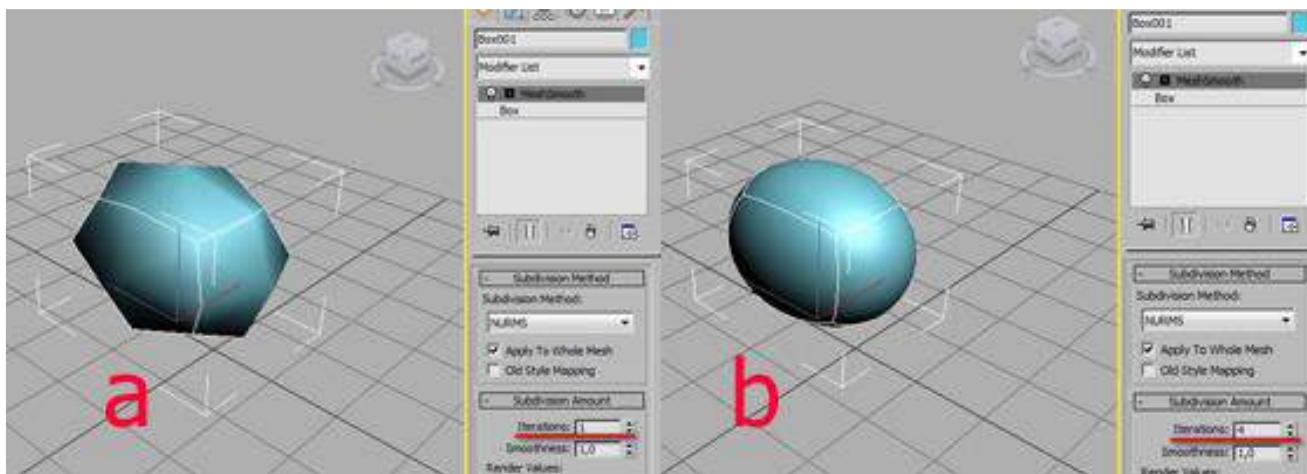 Box001
Modifier List
MeshSmooth
Box
Subdivision Method
Subdivision Method:
NURMS
Apply To Whole Mesh
Old Style Mapping
Subdivision Amount
Iterations: 1
Smoothness: 1,0
Render Values:
a
Box001
Modifier List
MeshSmooth
Box
Subdivision Method
Subdivision Method:
NURMS
Apply To Whole Mesh
Old Style Mapping
Subdivision Amount
Iterations: 4
Smoothness: 1,0
Render Values:
b